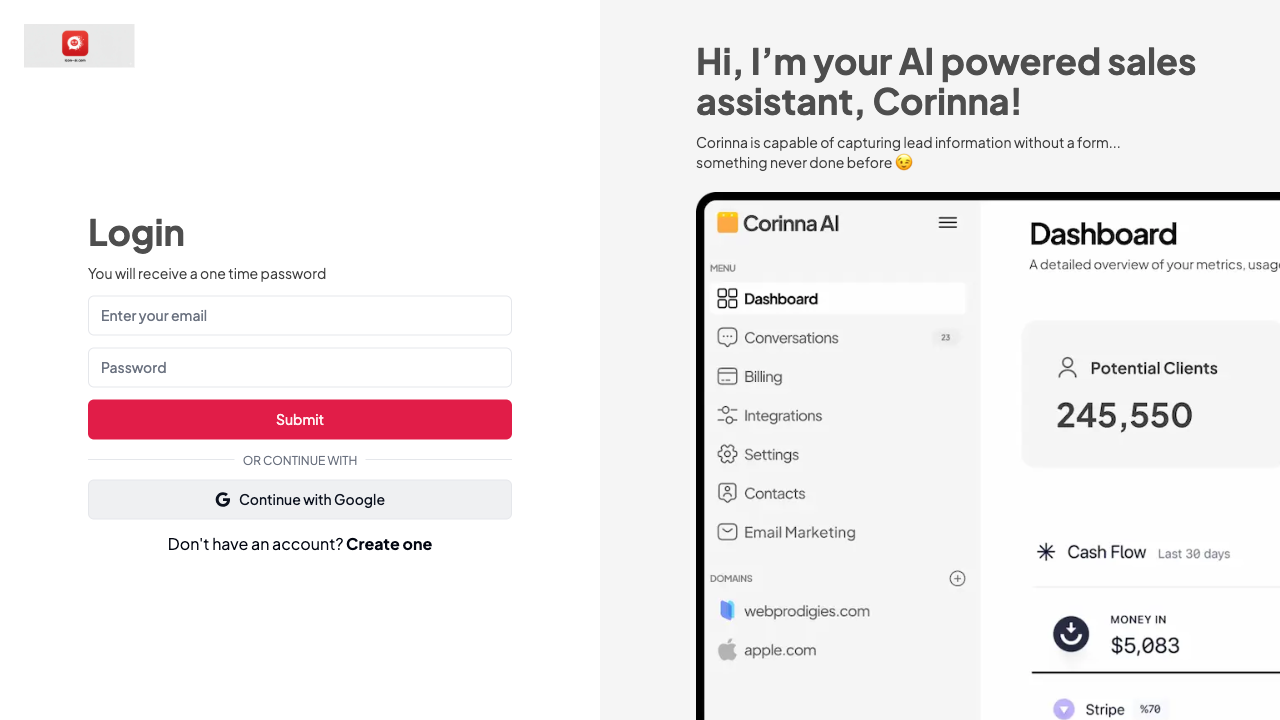 Login
You will receive a one time password
Enter your email
Password
Submit
OR CONTINUE WITH
Continue with Google
Don't have an account? Create one
Hi, I’m your AI powered sales
assistant, Corinna!
Corinna is capable of capturing lead information without a form...
something never done before 😉
Corinna AI
MENU
Dashboard
Conversations 23
Billing
Integrations
Settings
Contacts
Email Marketing
DOMAINS
webprodigies.com
apple.com
Dashboard
A detailed overview of your metrics, usag
Potential Clients
245,550
Cash Flow Last 30 days
MONEY IN
$5,083
Stripe %70